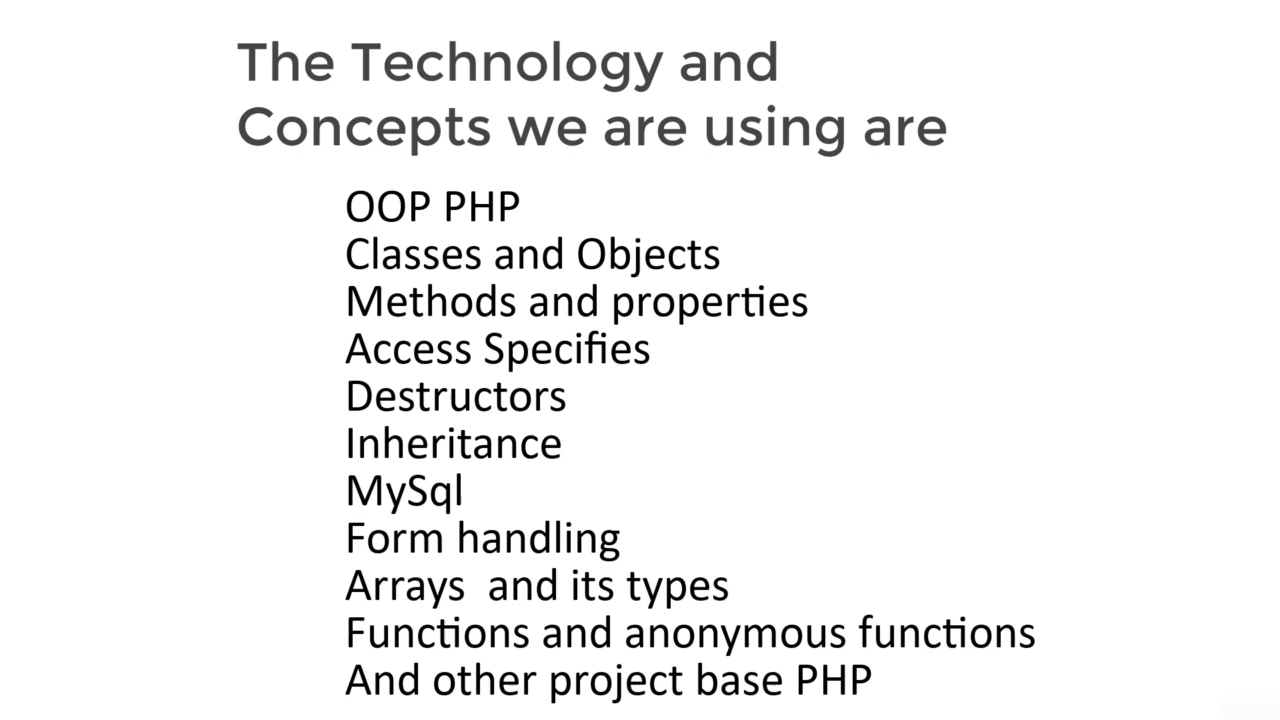 The Technology and
Concepts we are using are
OOP PHP
Classes and Objects
Methods and properties
Access Specifies
Destructors
Inheritance
MySql
Form handling
Arrays  and its types
Functions and anonymous functions
And other project base PHP